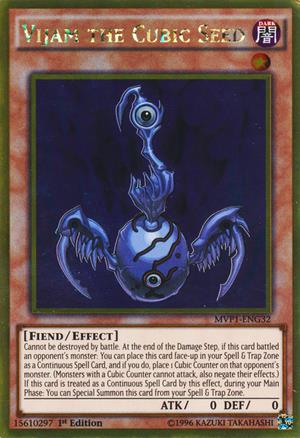 Vijam the Cubic Seed
DARK
MVP1-ENG32
[FIEND/EFFECT]
Cannot be destroyed by battle. At the end of the Damage Step, if this card battled
an opponent's monster: You can place this card face-up in your Spell & Trap Zone
as a Continuous Spell Card, and if you do, place 1 Cubic Counter on that opponent's
monster. (Monsters with a Cubic Counter cannot attack, also negate their effects.)
If this card is treated as a Continuous Spell Card by this effect, during your Main
Phase: You can Special Summon this card from your Spell & Trap Zone.
ATK/ 0 DEF/ 0
15610297 1st Edition ©1996 KAZUKI TAKAHASHI